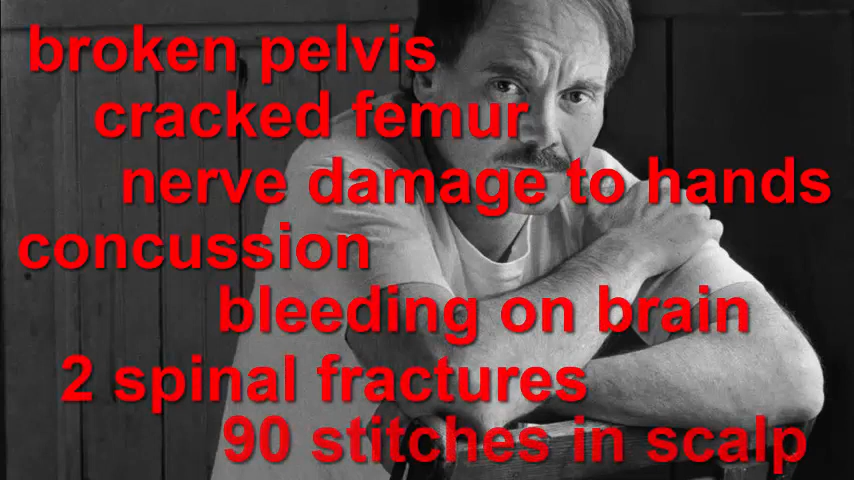 broken pelvis
cracked femur
nerve damage to hands
concussion
bleeding on brain
2 spinal fractures
90 stitches in scalp